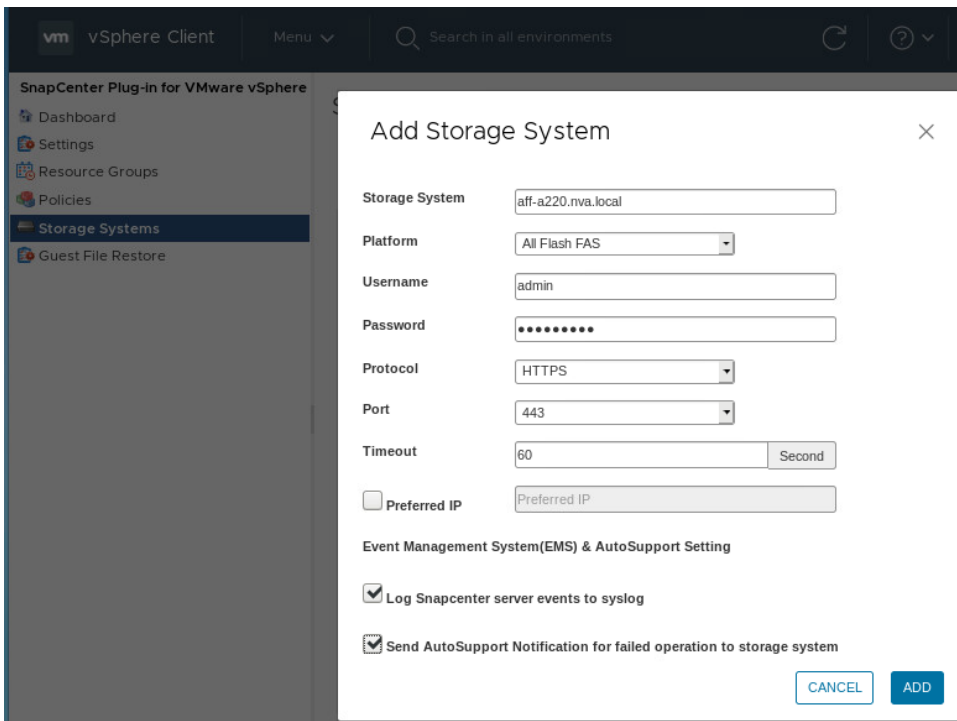 vm vSphere Client Menu Search in all environments
SnapCenter Plug-in for VMware vSphere
Dashboard
Settings
Resource Groups
Policies
Storage Systems
Guest File Restore
S
Add Storage System
Storage System aff-a220.nva.local
Platform All Flash FAS
Username admin
Password •••••••••
Protocol HTTPS
Port 443
Timeout 60 Second
Preferred IP Preferred IP
Event Management System(EMS) & AutoSupport Setting
Log Snapcenter server events to syslog
Send AutoSupport Notification for failed operation to storage system
CANCEL ADD